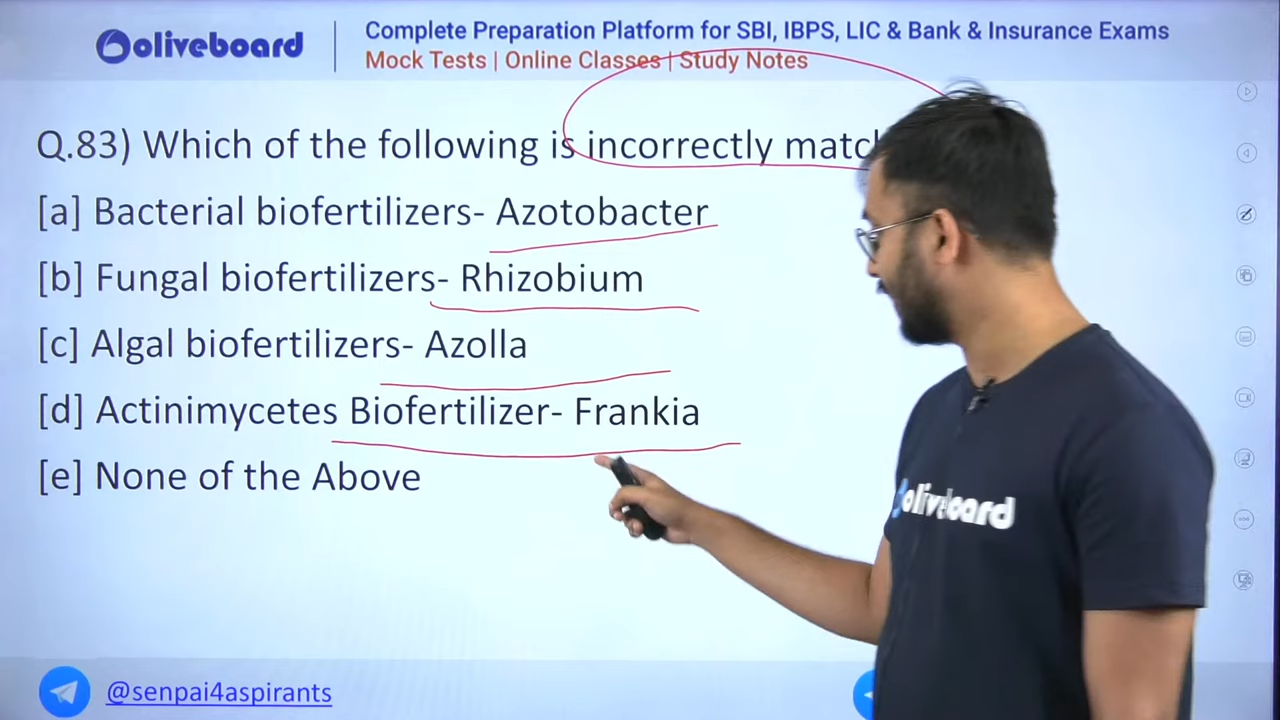 oliveboard
Complete Preparation Platform for SBI, IBPS, LIC & Bank & Insurance Exams
Mock Tests | Online Classes | Study Notes
Q.83) Which of the following is incorrectly matc
[a] Bacterial biofertilizers- Azotobacter
[b] Fungal biofertilizers- Rhizobium
[c] Algal biofertilizers- Azolla
[d] Actinimycetes Biofertilizer- Frankia
[e] None of the Above
oliveboard
@senpai4aspirants